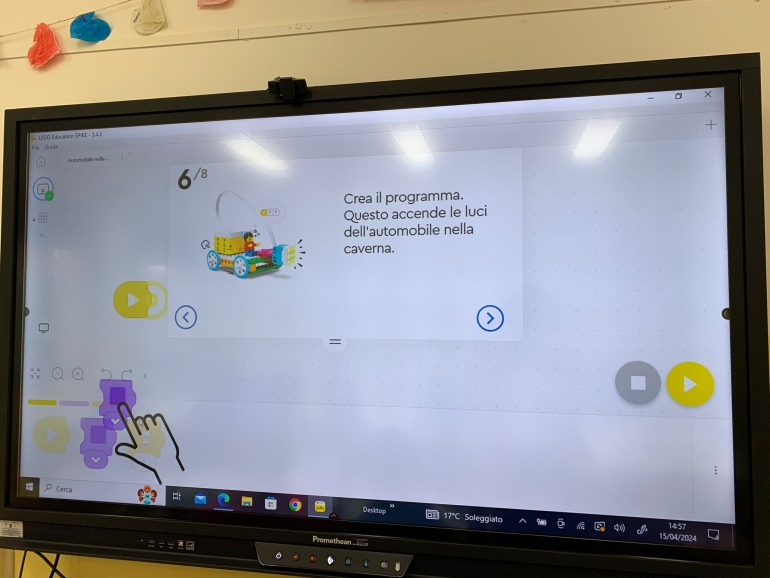 LEGO Education SPIKE - 3.4.3
File Guida
Automobile nella ...
6/8
Crea il programma.
Questo accende le luci
dell'automobile nella
caverna.
Cerca
Desktop
17°C Soleggiato
14:57
15/04/2024
Promethean